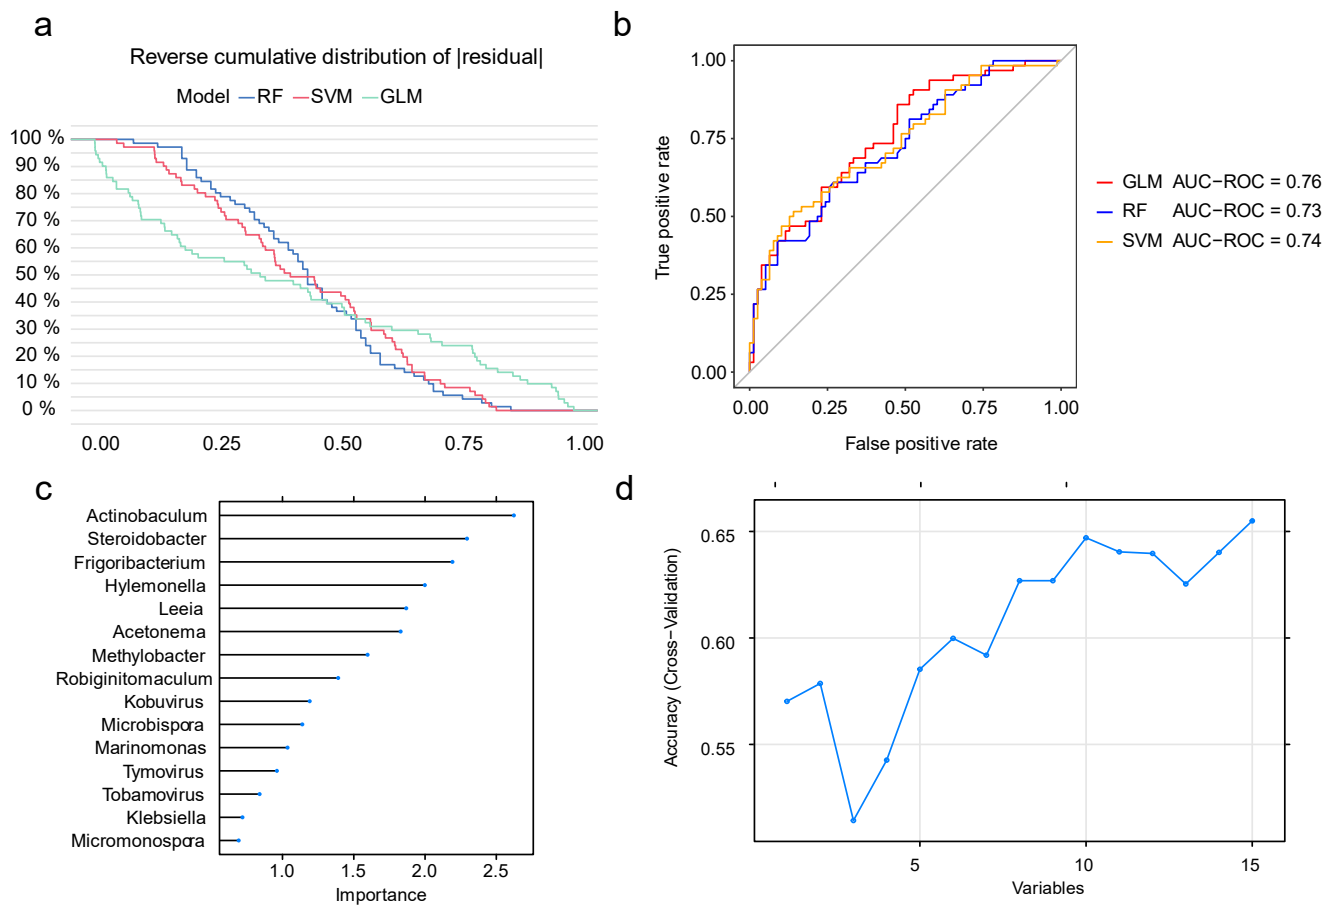 a
Reverse cumulative distribution of |residual|
Model RF SVM GLM
100 %
90 %
80 %
70 %
60 %
50 %
40 %
30 %
20 %
10 %
0 %
0.00 0.25 0.50 0.75 1.00
b
True positive rate
1.00
0.75
0.50
0.25
0.00
0.00 0.25 0.50 0.75 1.00
False positive rate
GLM AUC−ROC = 0.76
RF AUC−ROC = 0.73
SVM AUC−ROC = 0.74
c
Actinobaculum
Steroidobacter
Frigoribacterium
Hylemonella
Leeia
Acetonema
Methylobacter
Robiginitomaculum
Kobuvirus
Microbispora
Marinomonas
Tymovirus
Tobamovirus
Klebsiella
Micromonospora
1.0 1.5 2.0 2.5
Importance
d
Accuracy (Cross−Validation)
0.65
0.60
0.55
5 10 15
Variables